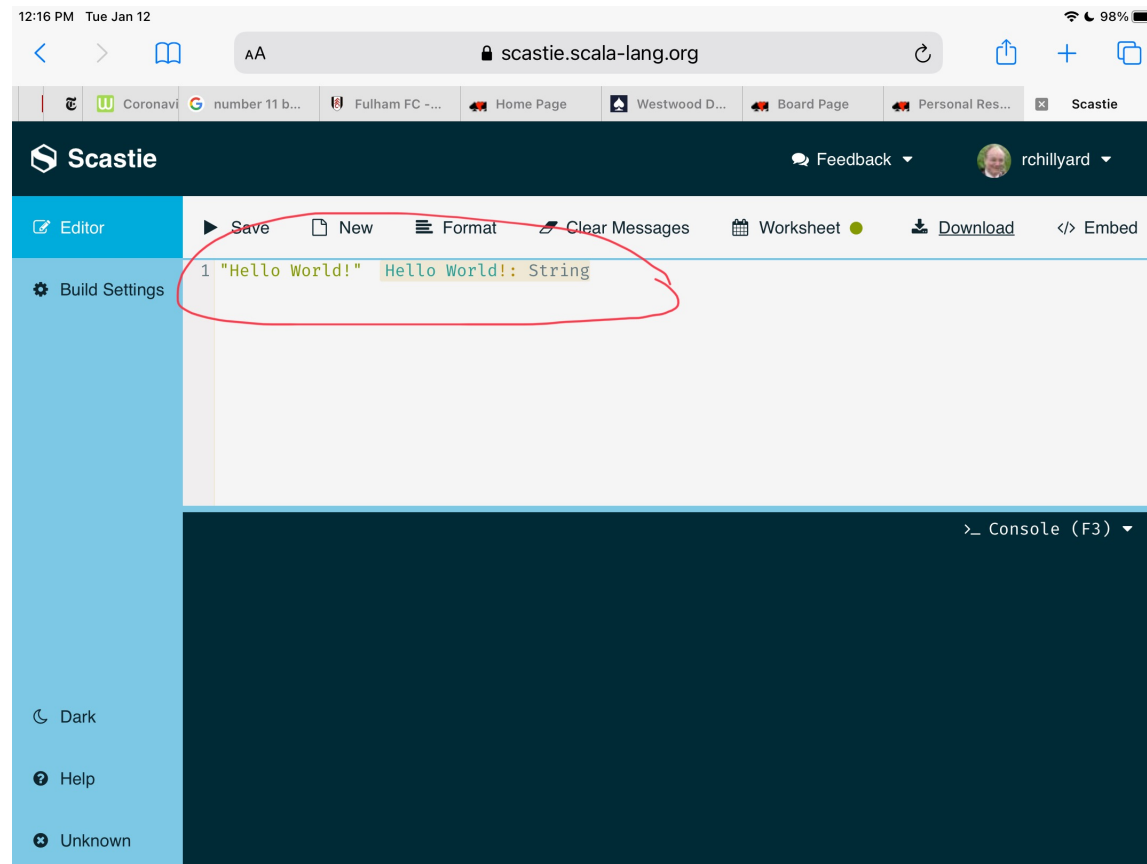 12:16 PM Tue Jan 12 98%
AA scastie.scala-lang.org
Coronavi number 11 b... Fulham FC -... Home Page Westwood D... Board Page Personal Res... Scastie
Scastie Feedback rchillyard
Editor Save New Format Clear Messages Worksheet Download </> Embed
1 "Hello World!" Hello World!: String
Build Settings
>_ Console (F3)
Dark
Help
Unknown